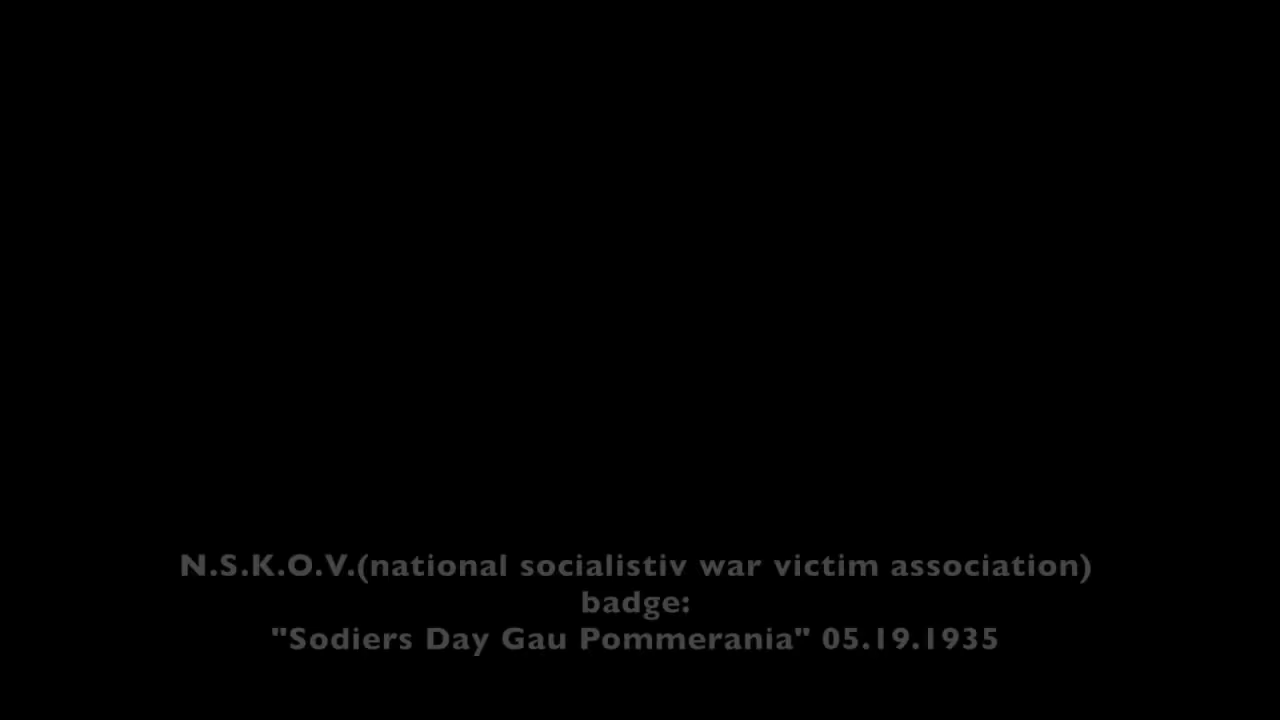 N.S.K.O.V.(national socialistiv war victim association)
badge:
"Sodiers Day Gau Pommerania" 05.19.1935